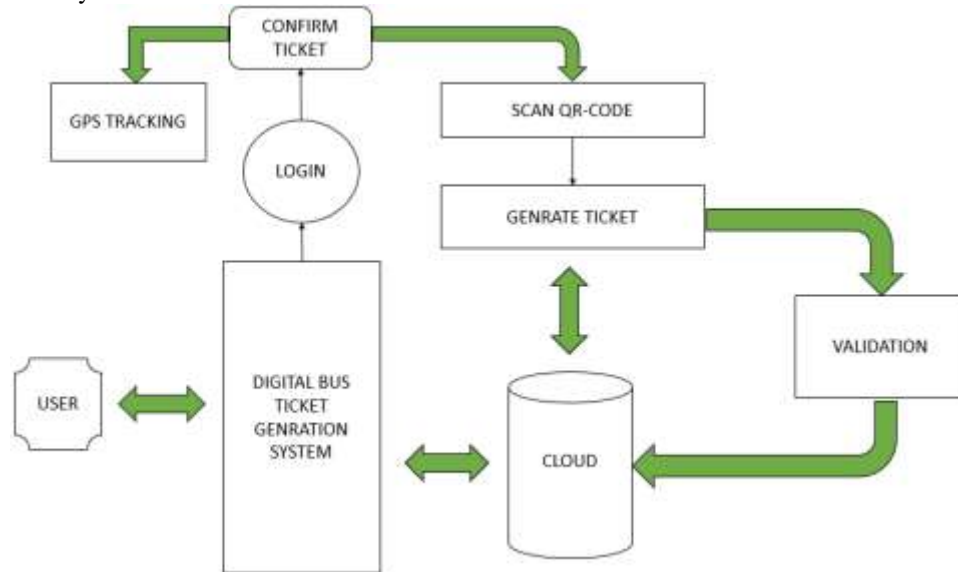 CONFIRM
TICKET
GPS TRACKING
SCAN QR-CODE
LOGIN
GENRATE TICKET
VALIDATION
USER
DIGITAL BUS
TICKET
GENRATION
SYSTEM
CLOUD